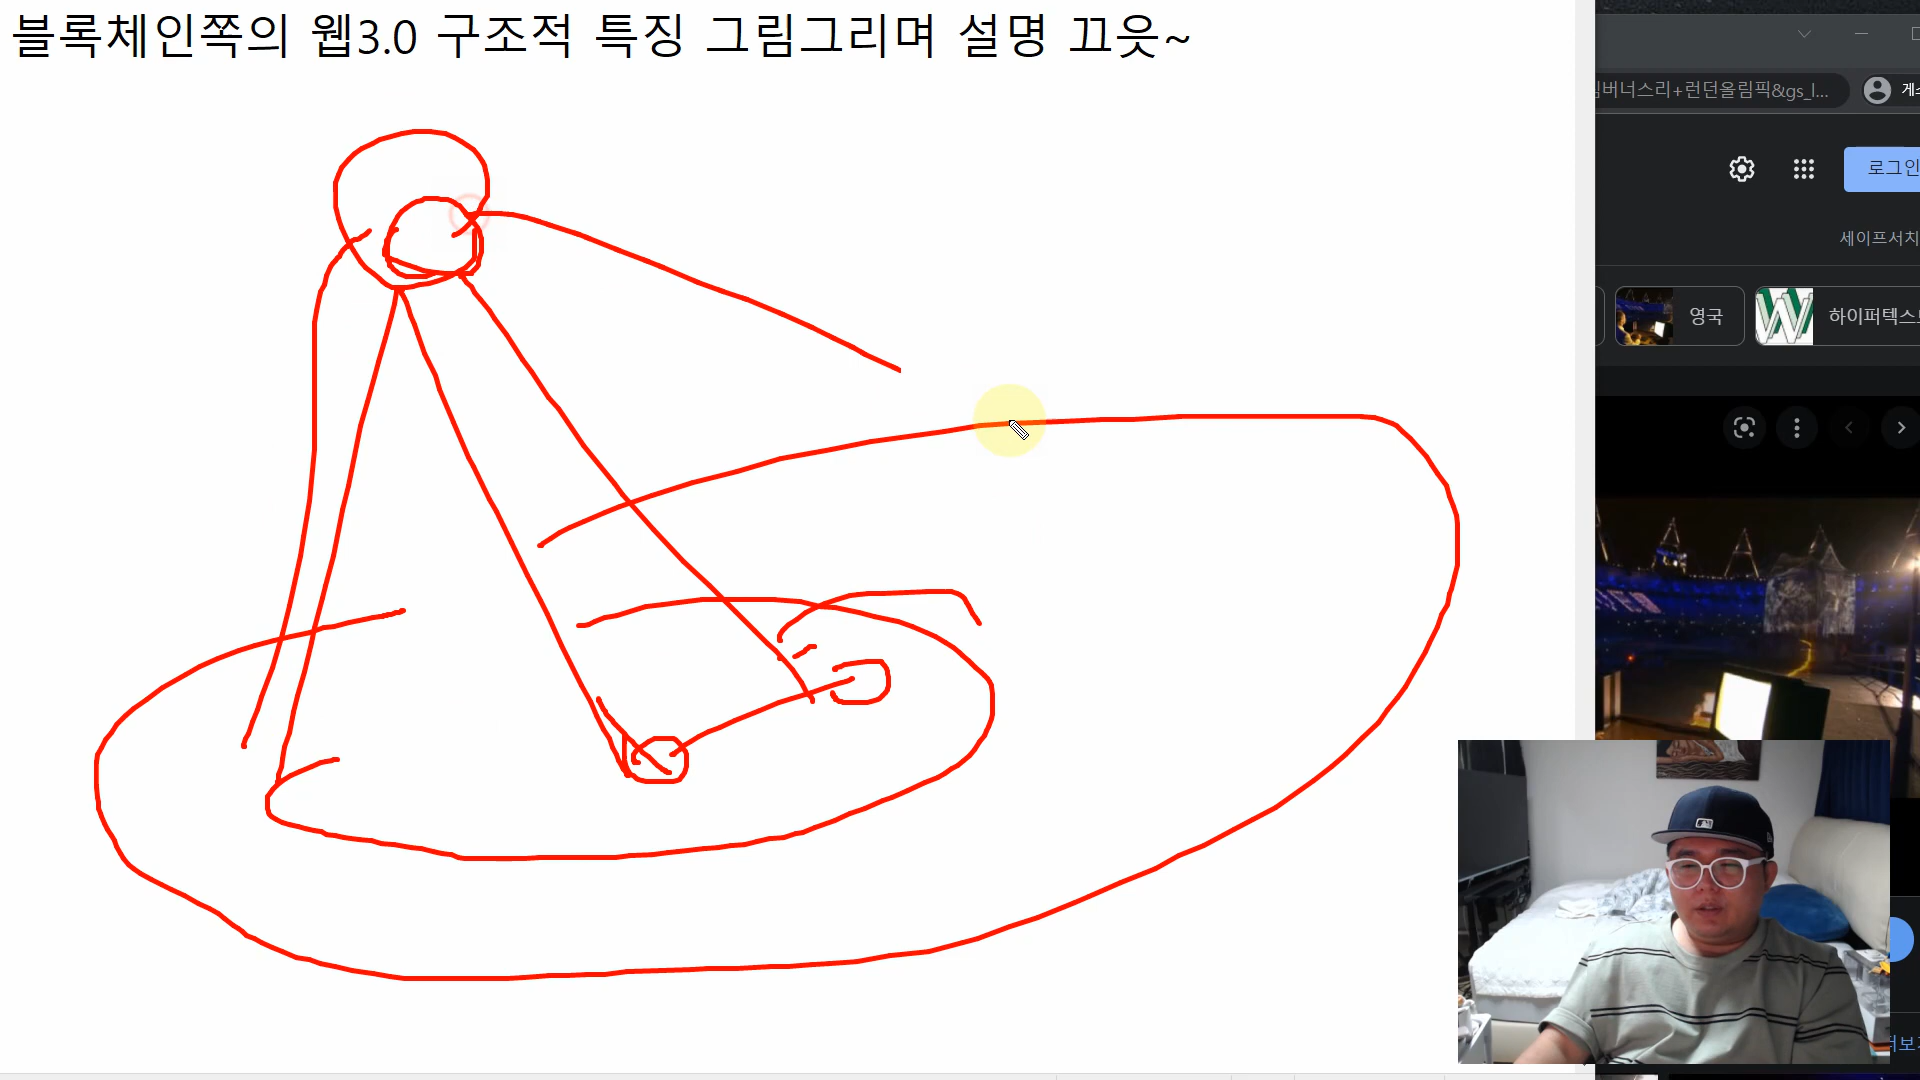 블록체인쪽의 웹3.0 구조적 특징 그림그리며 설명 끄읏~
버너스리+런던올림픽&gs_l...
로그인
세이프서치
영국
하이퍼텍스트